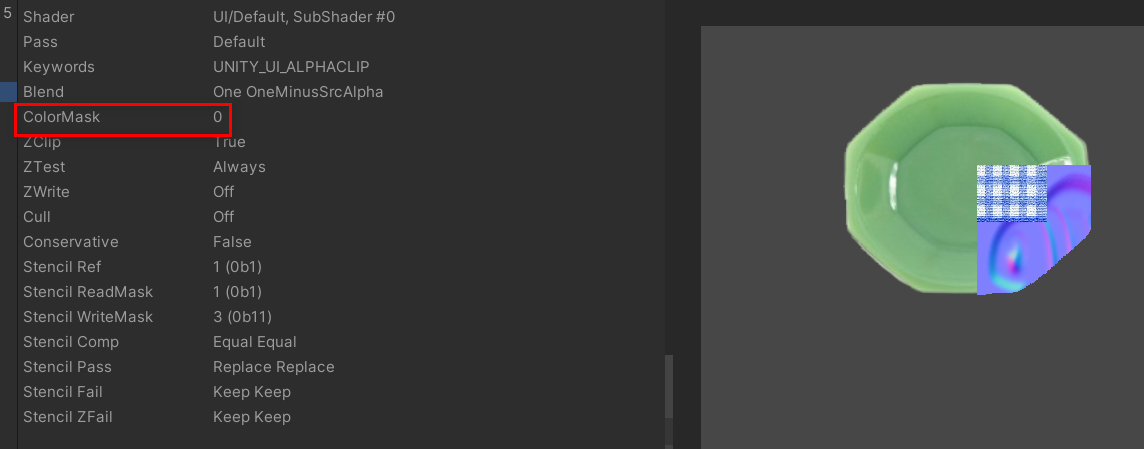 5
Shader UI/Default, SubShader #0
Pass Default
Keywords UNITY_UI_ALPHACLIP
Blend One OneMinusSrcAlpha
ColorMask 0
ZClip True
ZTest Always
ZWrite Off
Cull Off
Conservative False
Stencil Ref 1 (0b1)
Stencil ReadMask 1 (0b1)
Stencil WriteMask 3 (0b11)
Stencil Comp Equal Equal
Stencil Pass Replace Replace
Stencil Fail Keep Keep
Stencil ZFail Keep Keep